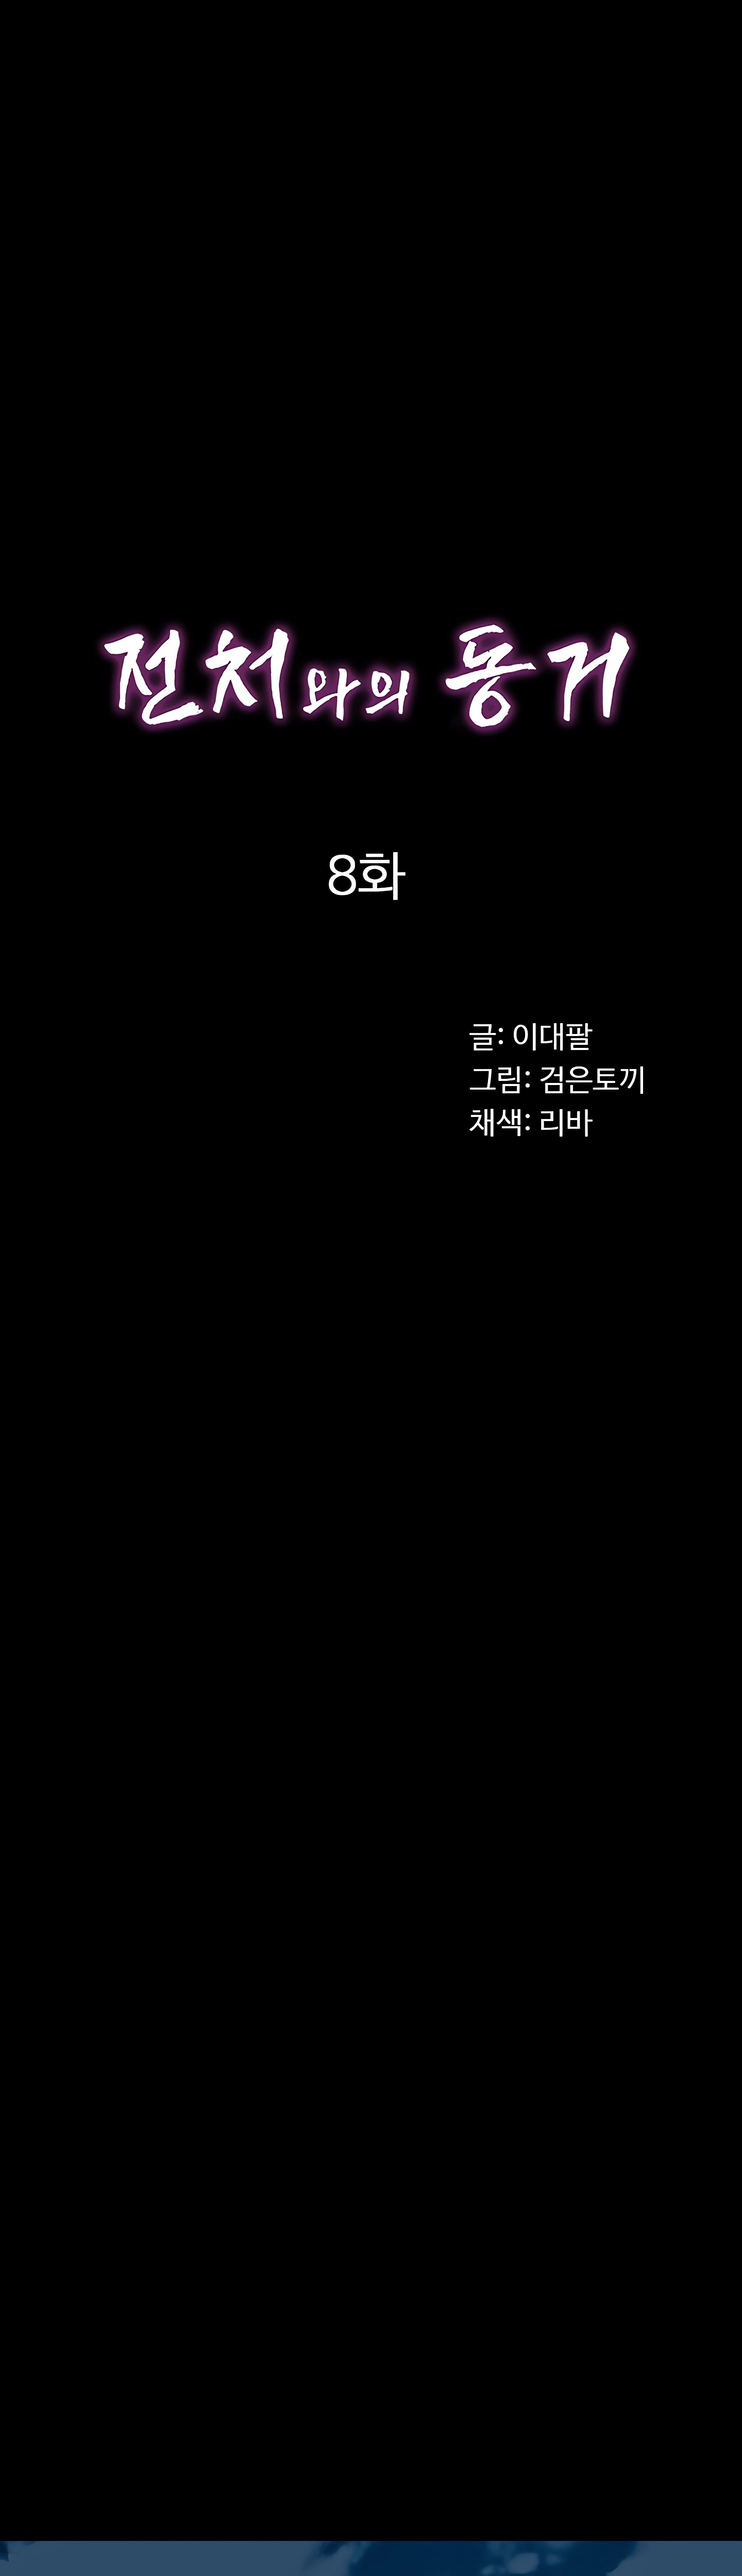 전처와의 동거
8화
글: 이대팔
그림: 검은토끼
채색: 리바